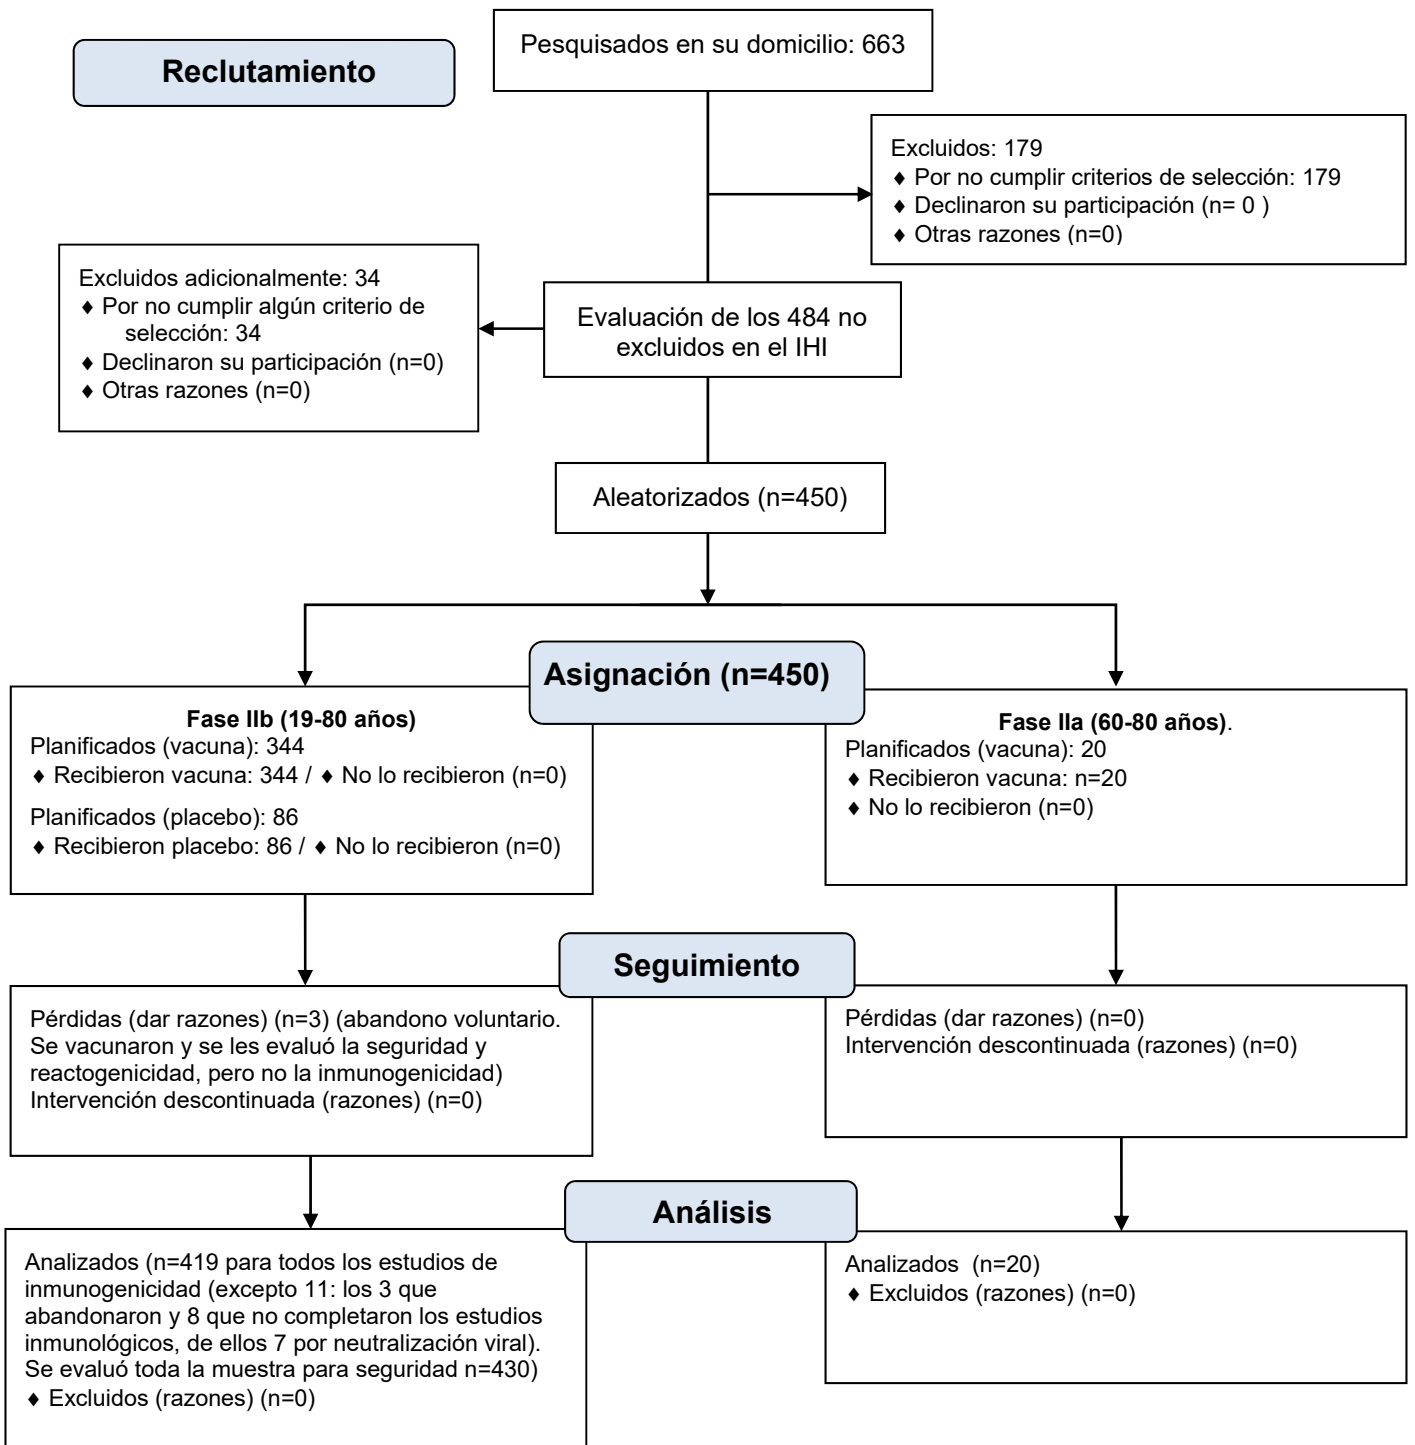 Pesquisados en su domicilio: 663
Reclutamiento
Excluidos: 179
♦ Por no cumplir criterios de selección: 179
♦ Declinaron su participación (n= 0 )
♦ Otras razones (n=0)
Excluidos adicionalmente: 34
♦ Por no cumplir algún criterio de
selección: 34
♦ Declinaron su participación (n=0)
♦ Otras razones (n=0)
Evaluación de los 484 no
excluidos en el IHI
Aleatorizados (n=450)
Asignación (n=450)
Fase IIb (19-80 años)
Planificados (vacuna): 344
♦ Recibieron vacuna: 344 / ♦ No lo recibieron (n=0)
Planificados (placebo): 86
♦ Recibieron placebo: 86 / ♦ No lo recibieron (n=0)
Fase IIa (60-80 años).
Planificados (vacuna): 20
♦ Recibieron vacuna: n=20
♦ No lo recibieron (n=0)
Seguimiento
Pérdidas (dar razones) (n=3) (abandono voluntario.
Se vacunaron y se les evaluó la seguridad y
reactogenicidad, pero no la inmunogenicidad)
Intervención descontinuada (razones) (n=0)
Pérdidas (dar razones) (n=0)
Intervención descontinuada (razones) (n=0)
Análisis
Analizados (n=419 para todos los estudios de
inmunogenicidad (excepto 11: los 3 que
abandonaron y 8 que no completaron los estudios
inmunológicos, de ellos 7 por neutralización viral).
Se evaluó toda la muestra para seguridad n=430)
♦ Excluidos (razones) (n=0)
Analizados (n=20)
♦ Excluidos (razones) (n=0)